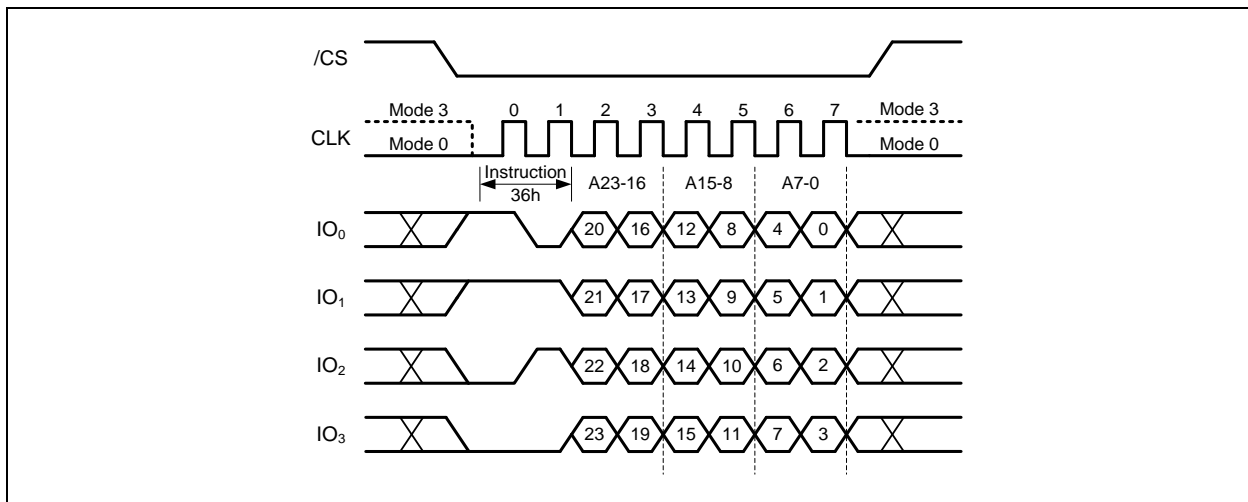 /CS
Mode 3 0 1 2 3 4 5 6 7 Mode 3
CLK
Mode 0 Mode 0
Instruction
36h
A23-16 A15-8 A7-0
IO₀ 20 16 12 8 4 0
IO₁ 21 17 13 9 5 1
IO₂ 22 18 14 10 6 2
IO₃ 23 19 15 11 7 3